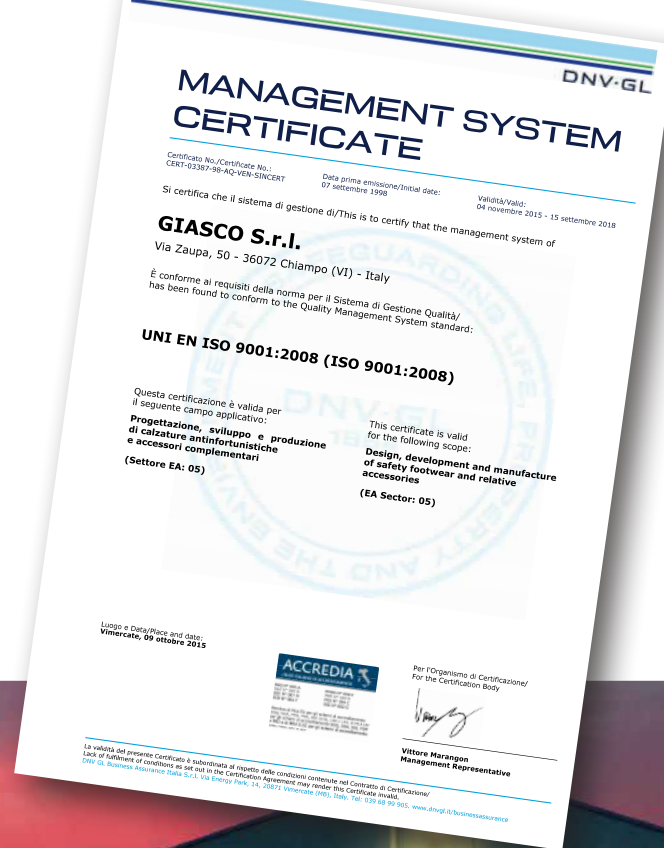 DNV·GL
MANAGEMENT SYSTEM
CERTIFICATE
Certificato No./Certificate No.:
CERT-03387-98-AQ-VEN-SINCERT
Data prima emissione/Initial date:
07 settembre 1998
Validità/Valid:
04 novembre 2015 - 15 settembre 2018
Si certifica che il sistema di gestione di/This is to certify that the management system of
GIASCO S.r.l.
Via Zaupa, 50 - 36072 Chiampo (VI) - Italy
È conforme ai requisiti della norma per il Sistema di Gestione Qualità/
has been found to conform to the Quality Management System standard:
UNI EN ISO 9001:2008 (ISO 9001:2008)
Questa certificazione è valida per
il seguente campo applicativo:
Progettazione, sviluppo e produzione
di calzature antinfortunistiche
e accessori complementari
(Settore EA: 05)
This certificate is valid
for the following scope:
Design, development and manufacture
of safety footwear and relative
accessories
(EA Sector: 05)
SAFEGUARDING LIFE, PROPERTY AND THE ENVIRONMENT
DNV·GL
Luogo e Data/Place and date:
Vimercate, 09 ottobre 2015
ACCREDIA
Per l'Organismo di Certificazione/
For the Certification Body
Vittore Marangon
Management Representative
La validità del presente Certificato è subordinata al rispetto delle condizioni contenute nel Contratto di Certificazione/
Lack of fulfilment of conditions as set out in the Certification Agreement may render this Certificate invalid.
DNV GL Business Assurance Italia S.r.l. Via Energy Park, 14, 20871 Vimercate (MB), Italy. Tel: 039 68 99 905. www.dnvgl.it/businessassurance